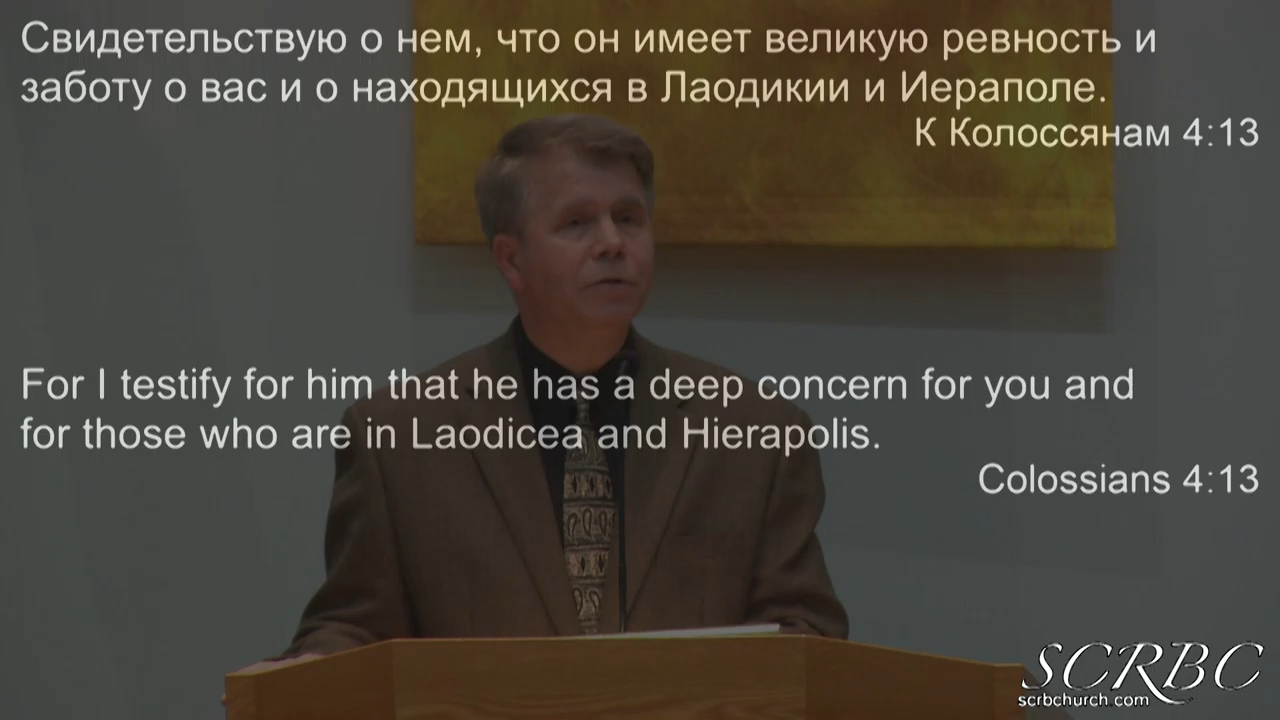 Свидетельствую о нем, что он имеет великую ревность и
заботу о вас и о находящихся в Лаодикии и Иераполе.
К Колоссянам 4:13
For I testify for him that he has a deep concern for you and
for those who are in Laodicea and Hierapolis.
Colossians 4:13
SCRBC
scrbchurch.com